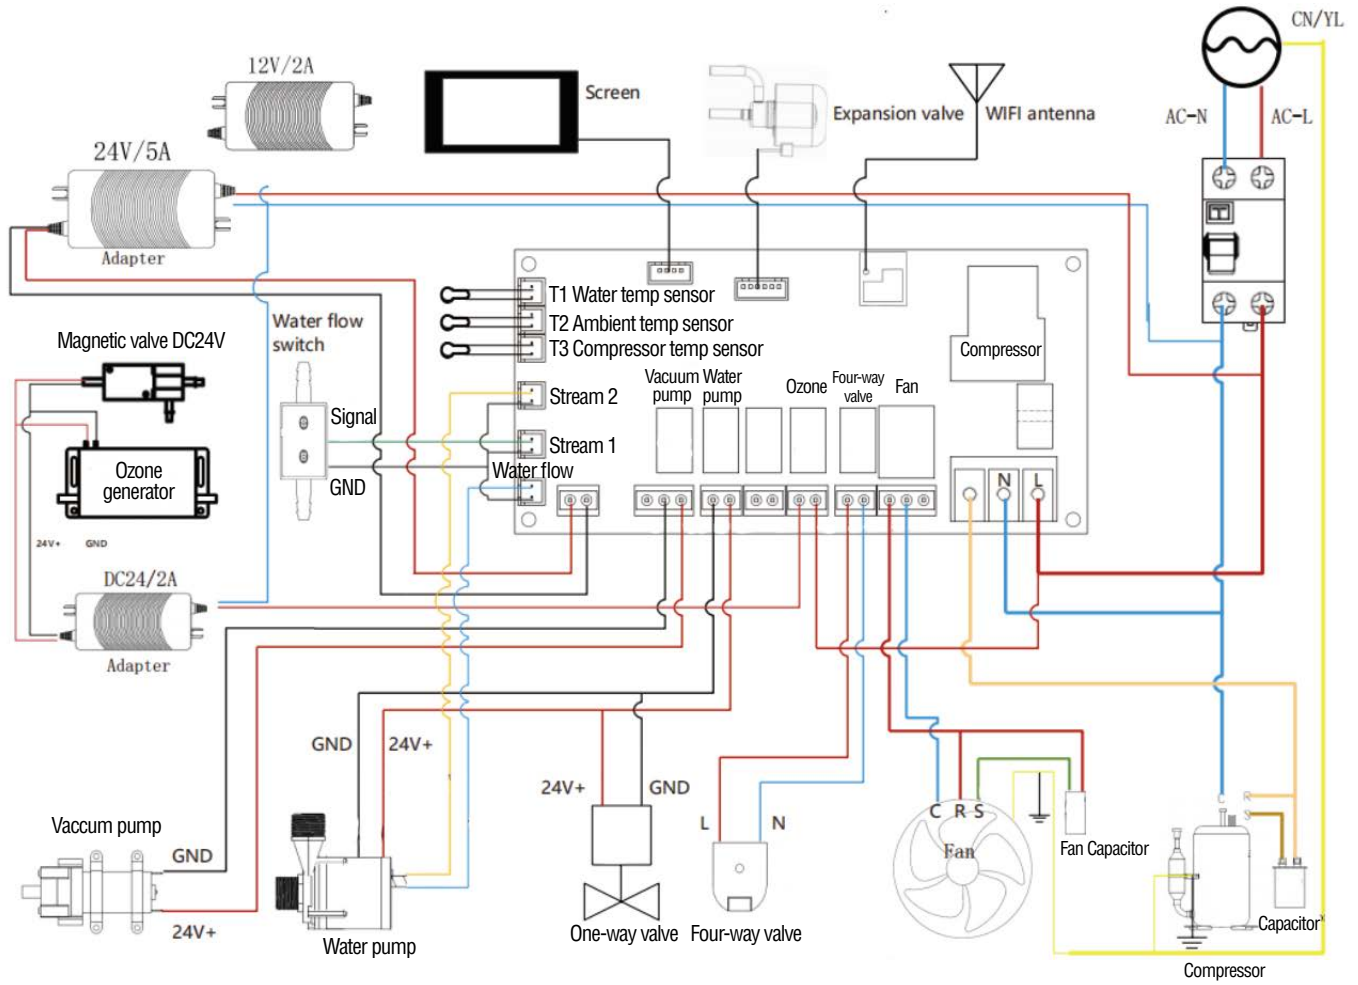 CN/YL
12V/2A
Screen
Expansion valve
WIFI antenna
AC-N
AC-L
24V/5A
Adapter
T1 Water temp sensor
T2 Ambient temp sensor
T3 Compressor temp sensor
Compressor
Water flow
switch
Magnetic valve DC24V
Vacuum
pump
Water
pump
Ozone
Four-way
valve
Fan
Stream 2
Signal
Stream 1
Water flow
GND
N
L
Ozone
generator
24V+
GND
DC24/2A
Adapter
GND
24V+
24V+
GND
L
N
C
R
S
Fan
Fan Capacitor
C
R
S
Vaccum pump
GND
24V+
Water pump
One-way valve
Four-way valve
Capacitor
Compressor